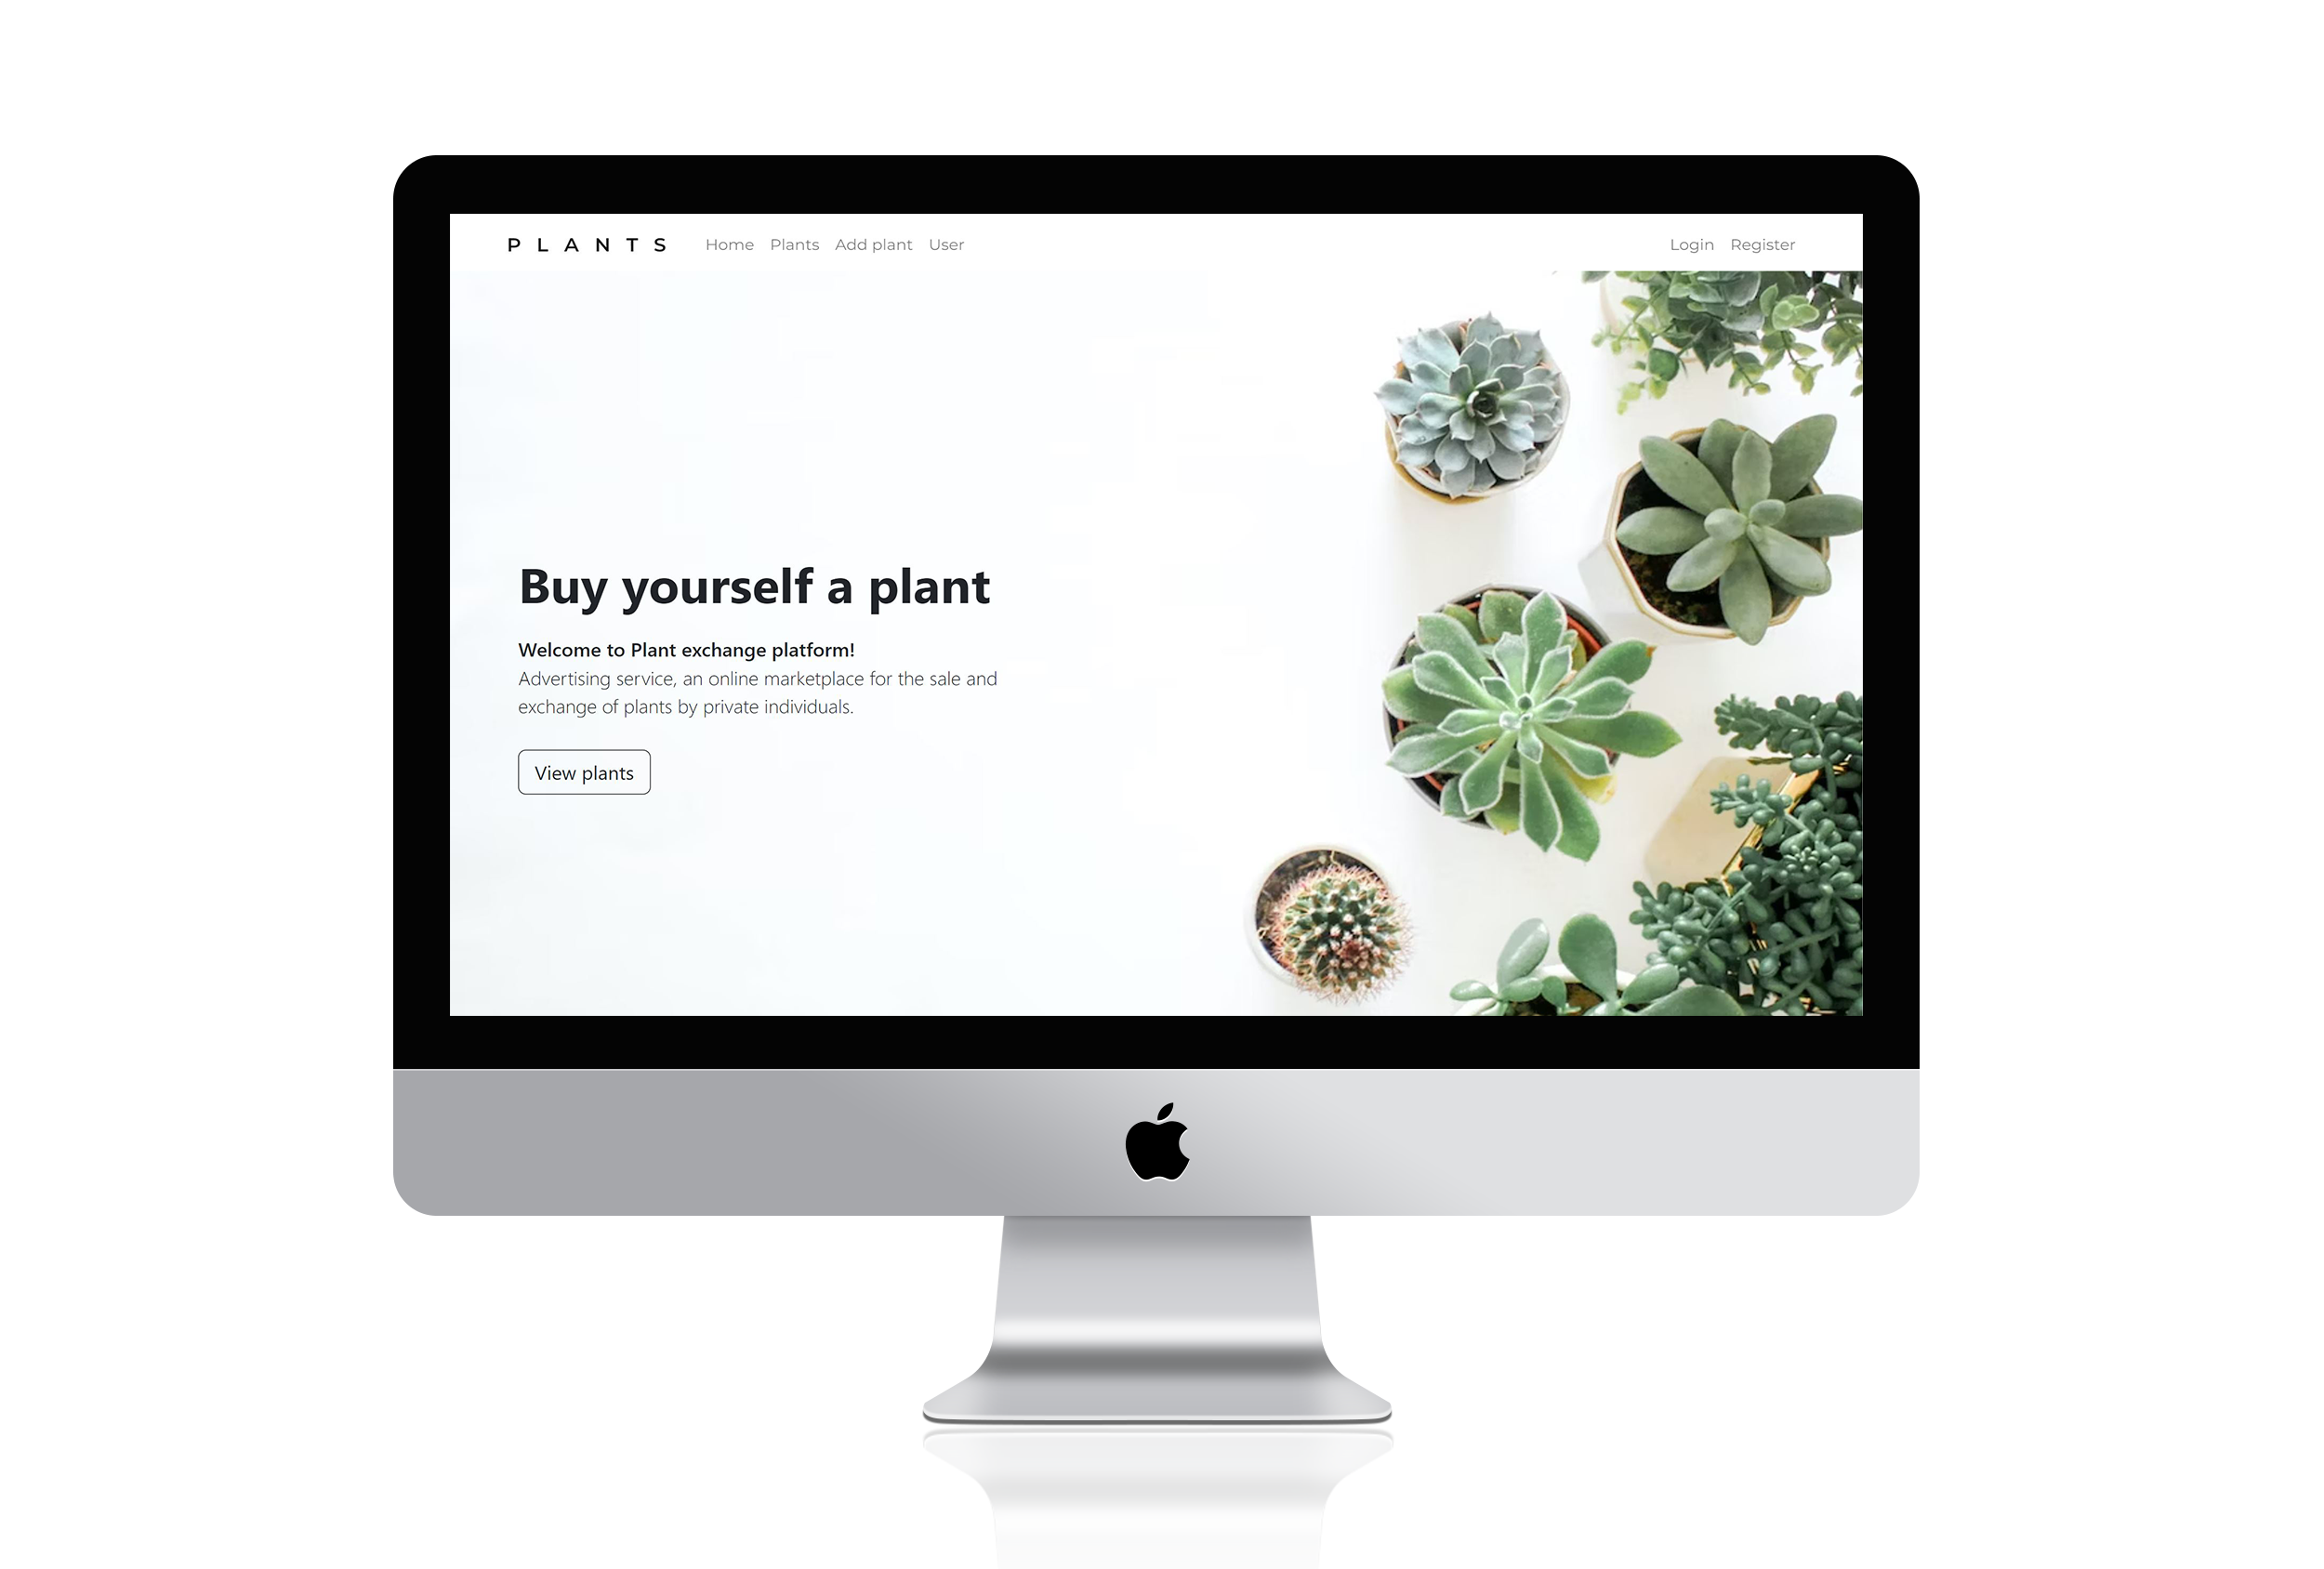 PLANTS Home Plants Add plant User Login Register
Buy yourself a plant
Welcome to Plant exchange platform!
Advertising service, an online marketplace for the sale and
exchange of plants by private individuals.
View plants